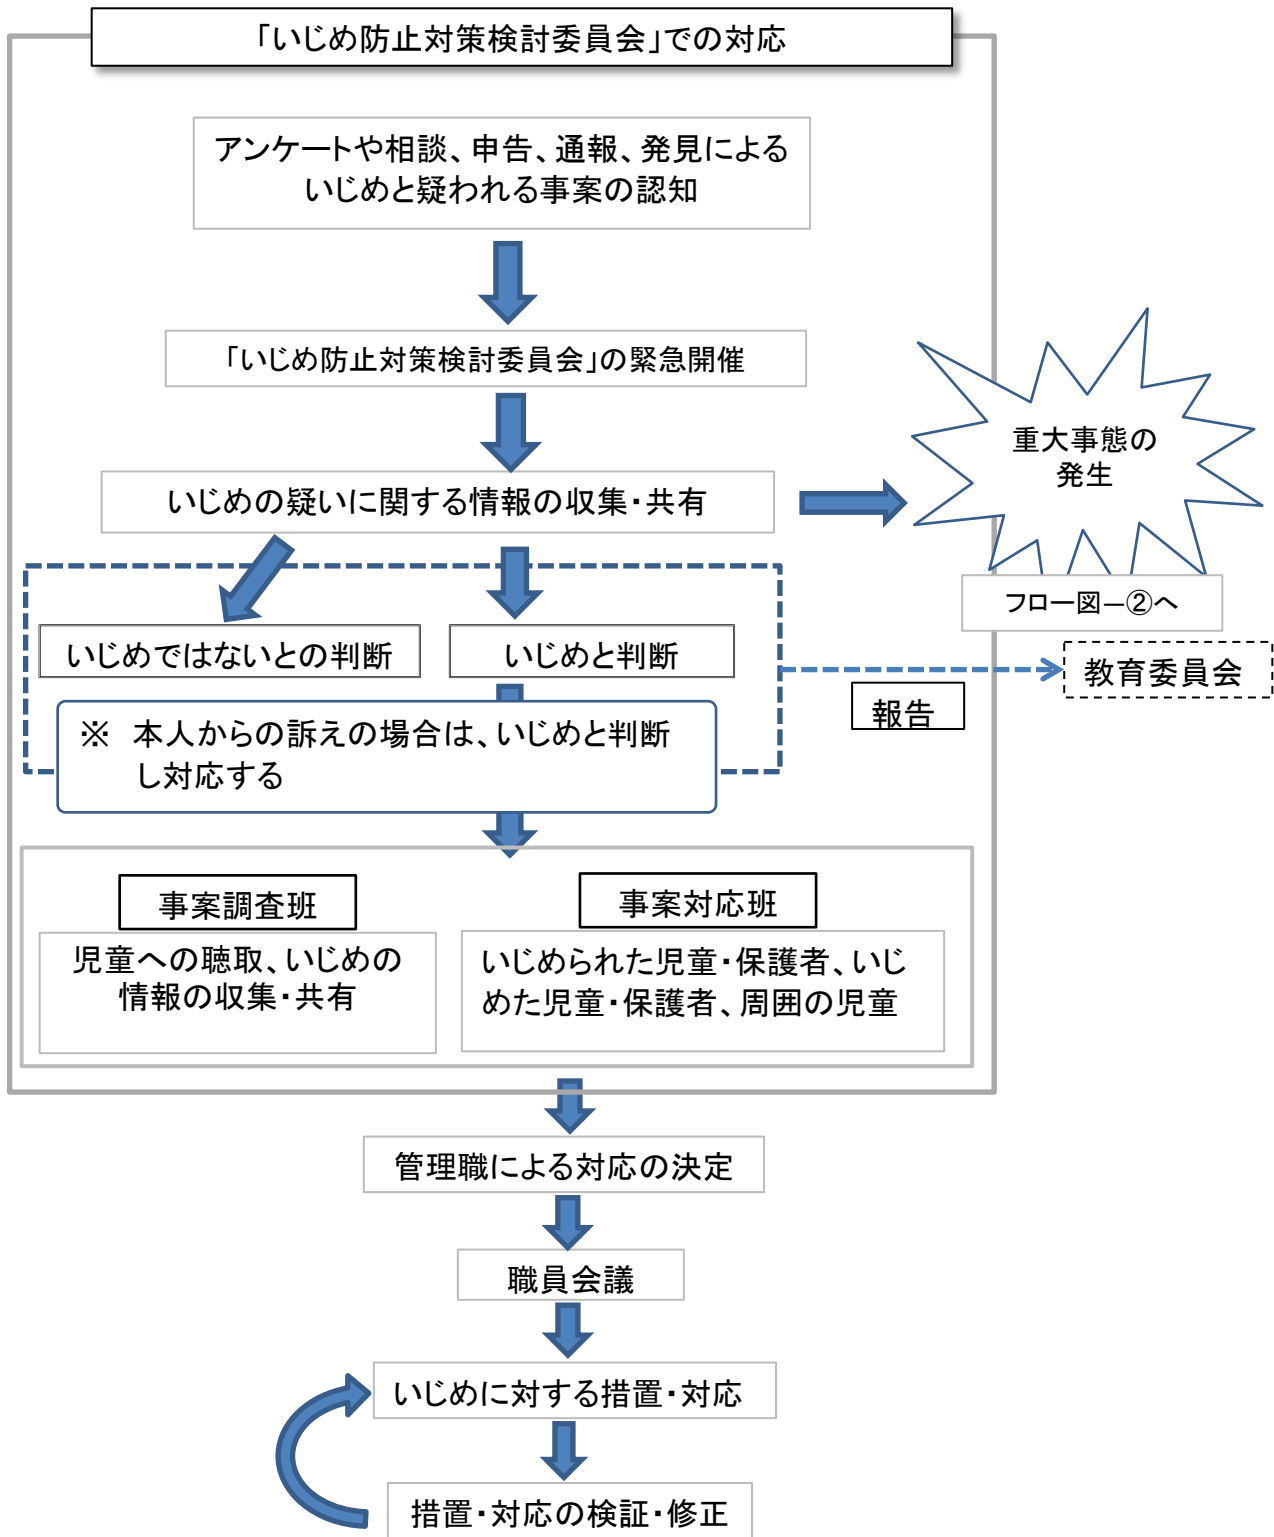 「いじめ防止対策検討委員会」での対応
アンケートや相談、申告、通報、発見による
いじめと疑われる事案の認知
「いじめ防止対策検討委員会」の緊急開催
重大事態の
発生
いじめの疑いに関する情報の収集・共有
フロー図―②へ
いじめではないとの判断
いじめと判断
教育委員会
報告
※ 本人からの訴えの場合は、いじめと判断
し対応する
事案調査班
児童への聴取、いじめの
情報の収集・共有
事案対応班
いじめられた児童・保護者、いじ
めた児童・保護者、周囲の児童
管理職による対応の決定
職員会議
いじめに対する措置・対応
措置・対応の検証・修正